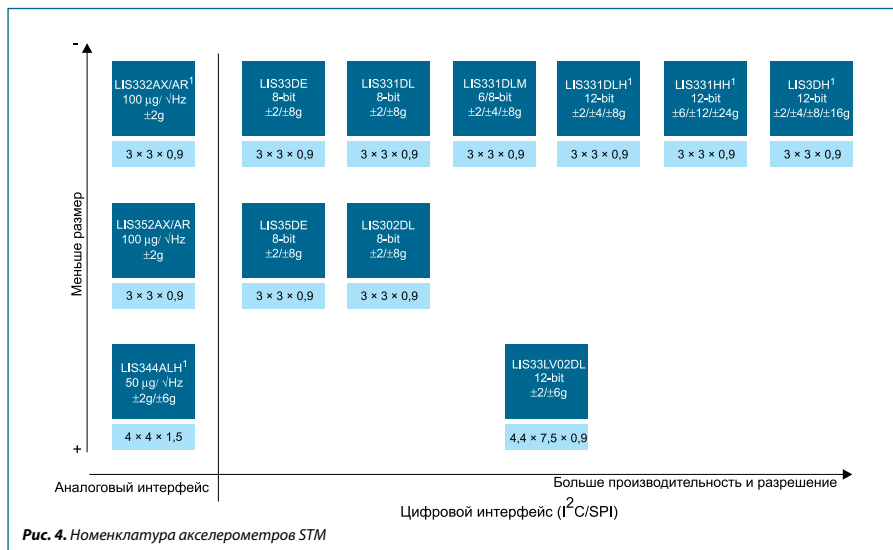 -
Меньше размер
+
LIS332AX/AR¹
100 µg/ √Hz
±2g
3 × 3 × 0,9
LIS33DE
8-bit
±2/±8g
3 × 3 × 0,9
LIS331DL
8-bit
±2/±8g
3 × 3 × 0,9
LIS331DLM
6/8-bit
±2/±4/±8g
3 × 3 × 0,9
LIS331DLH¹
12-bit
±2/±4/±8g
3 × 3 × 0,9
LIS331HH¹
12-bit
±6/±12/±24g
3 × 3 × 0,9
LIS3DH¹
12-bit
±2/±4/±8/±16g
3 × 3 × 0,9
LIS352AX/AR
100 µg/ √Hz
±2g
3 × 3 × 0,9
LIS35DE
8-bit
±2/±8g
3 × 3 × 0,9
LIS302DL
8-bit
±2/±8g
3 × 3 × 0,9
LIS344ALH¹
50 µg/ √Hz
±2g/±6g
4 × 4 × 1,5
LIS33LV02DL
12-bit
±2/±6g
4,4 × 7,5 × 0,9
Аналоговый интерфейс
Больше производительность и разрешение
Цифровой интерфейс (I²C/SPI)
Рис. 4. Номенклатура акселерометров STM